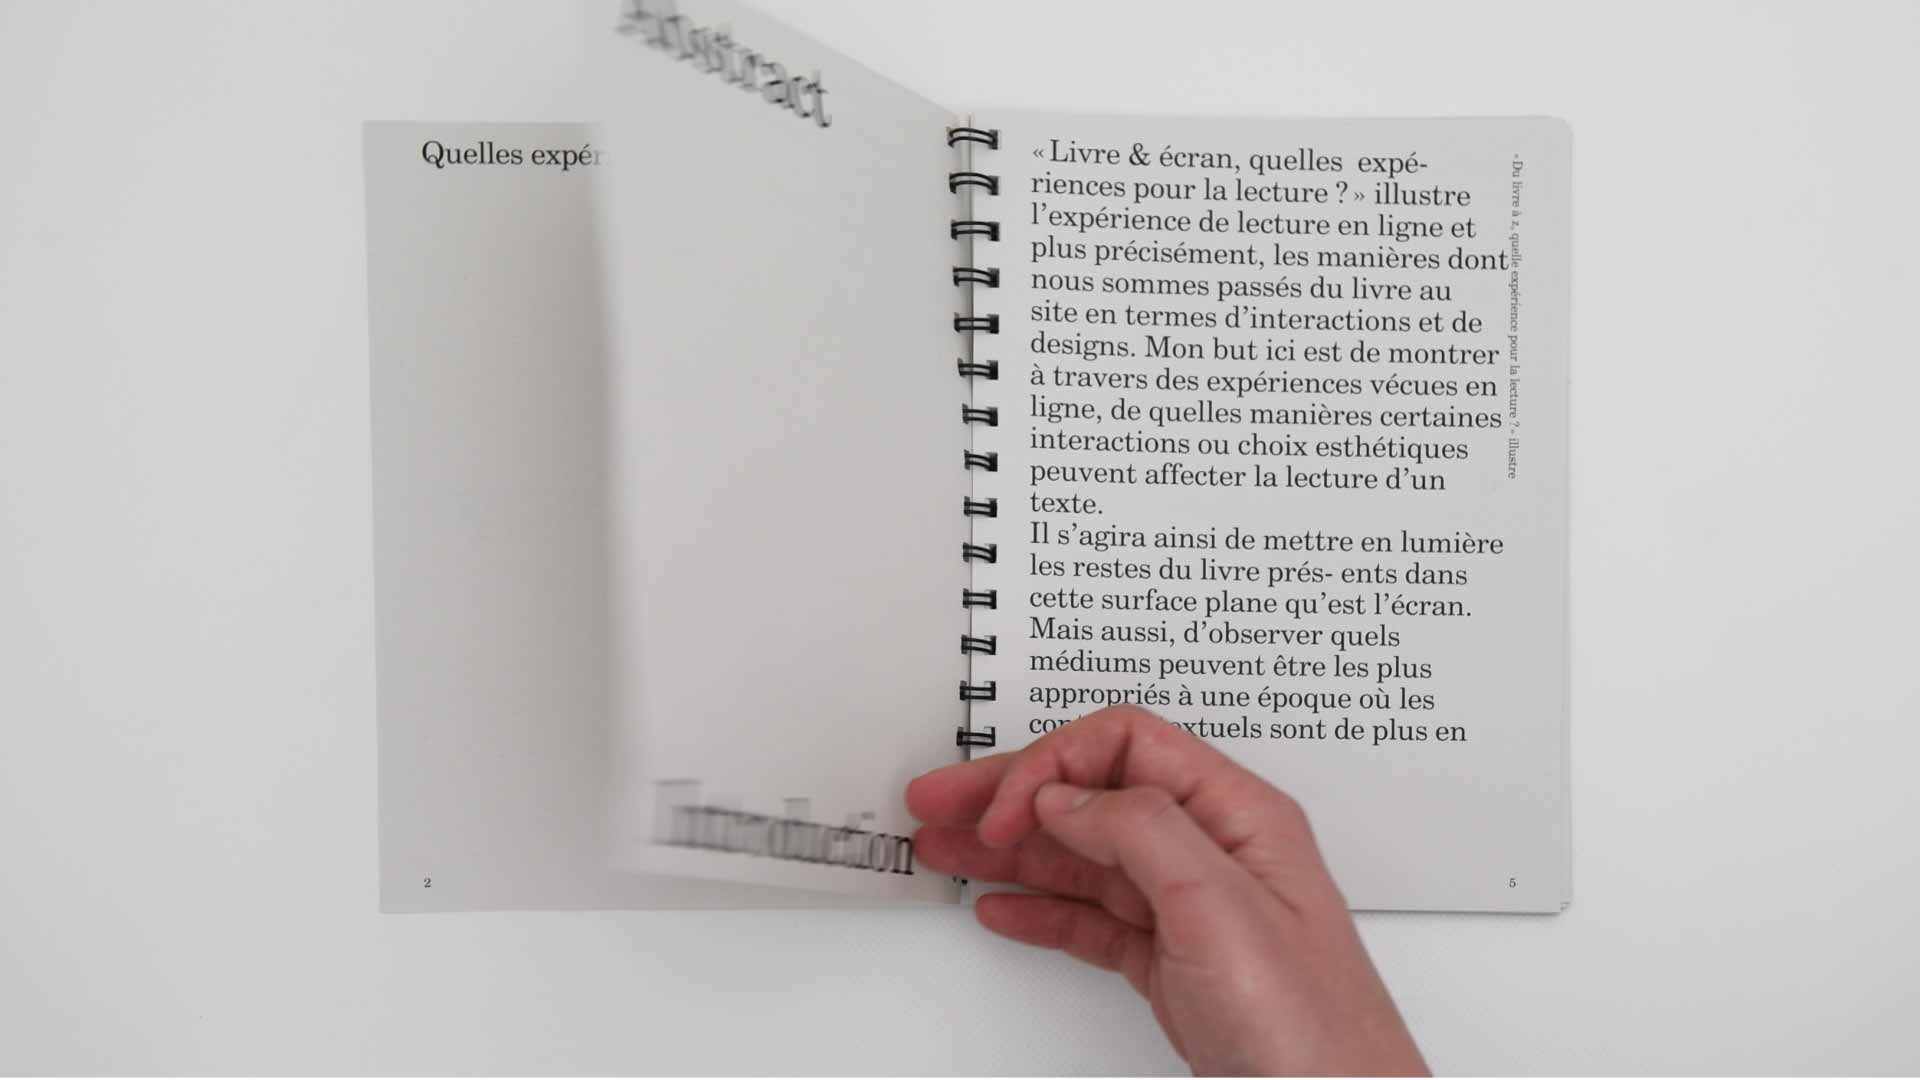 Quelles expér
2
Abstract
Introduction
« Livre & écran, quelles expé-
riences pour la lecture ? » illustre
l’expérience de lecture en ligne et
plus précisément, les manières dont
nous sommes passés du livre au
site en termes d’interactions et de
designs. Mon but ici est de montrer
à travers des expériences vécues en
ligne, de quelles manières certaines
interactions ou choix esthétiques
peuvent affecter la lecture d’un
texte.
Il s’agira ainsi de mettre en lumière
les restes du livre prés- ents dans
cette surface plane qu’est l’écran.
Mais aussi, d’observer quels
médiums peuvent être les plus
appropriés à une époque où les
sont de plus en
« Du livre à z, quelle expérience pour la lecture ? » illustre
5